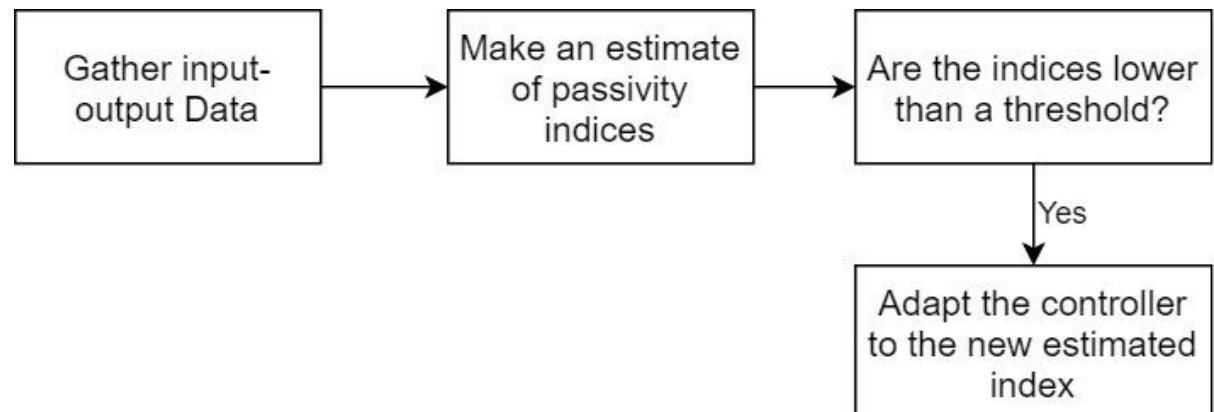 Gather input-
output Data
Make an estimate
of passivity
indices
Are the indices lower
than a threshold?
Yes
Adapt the controller
to the new estimated
index